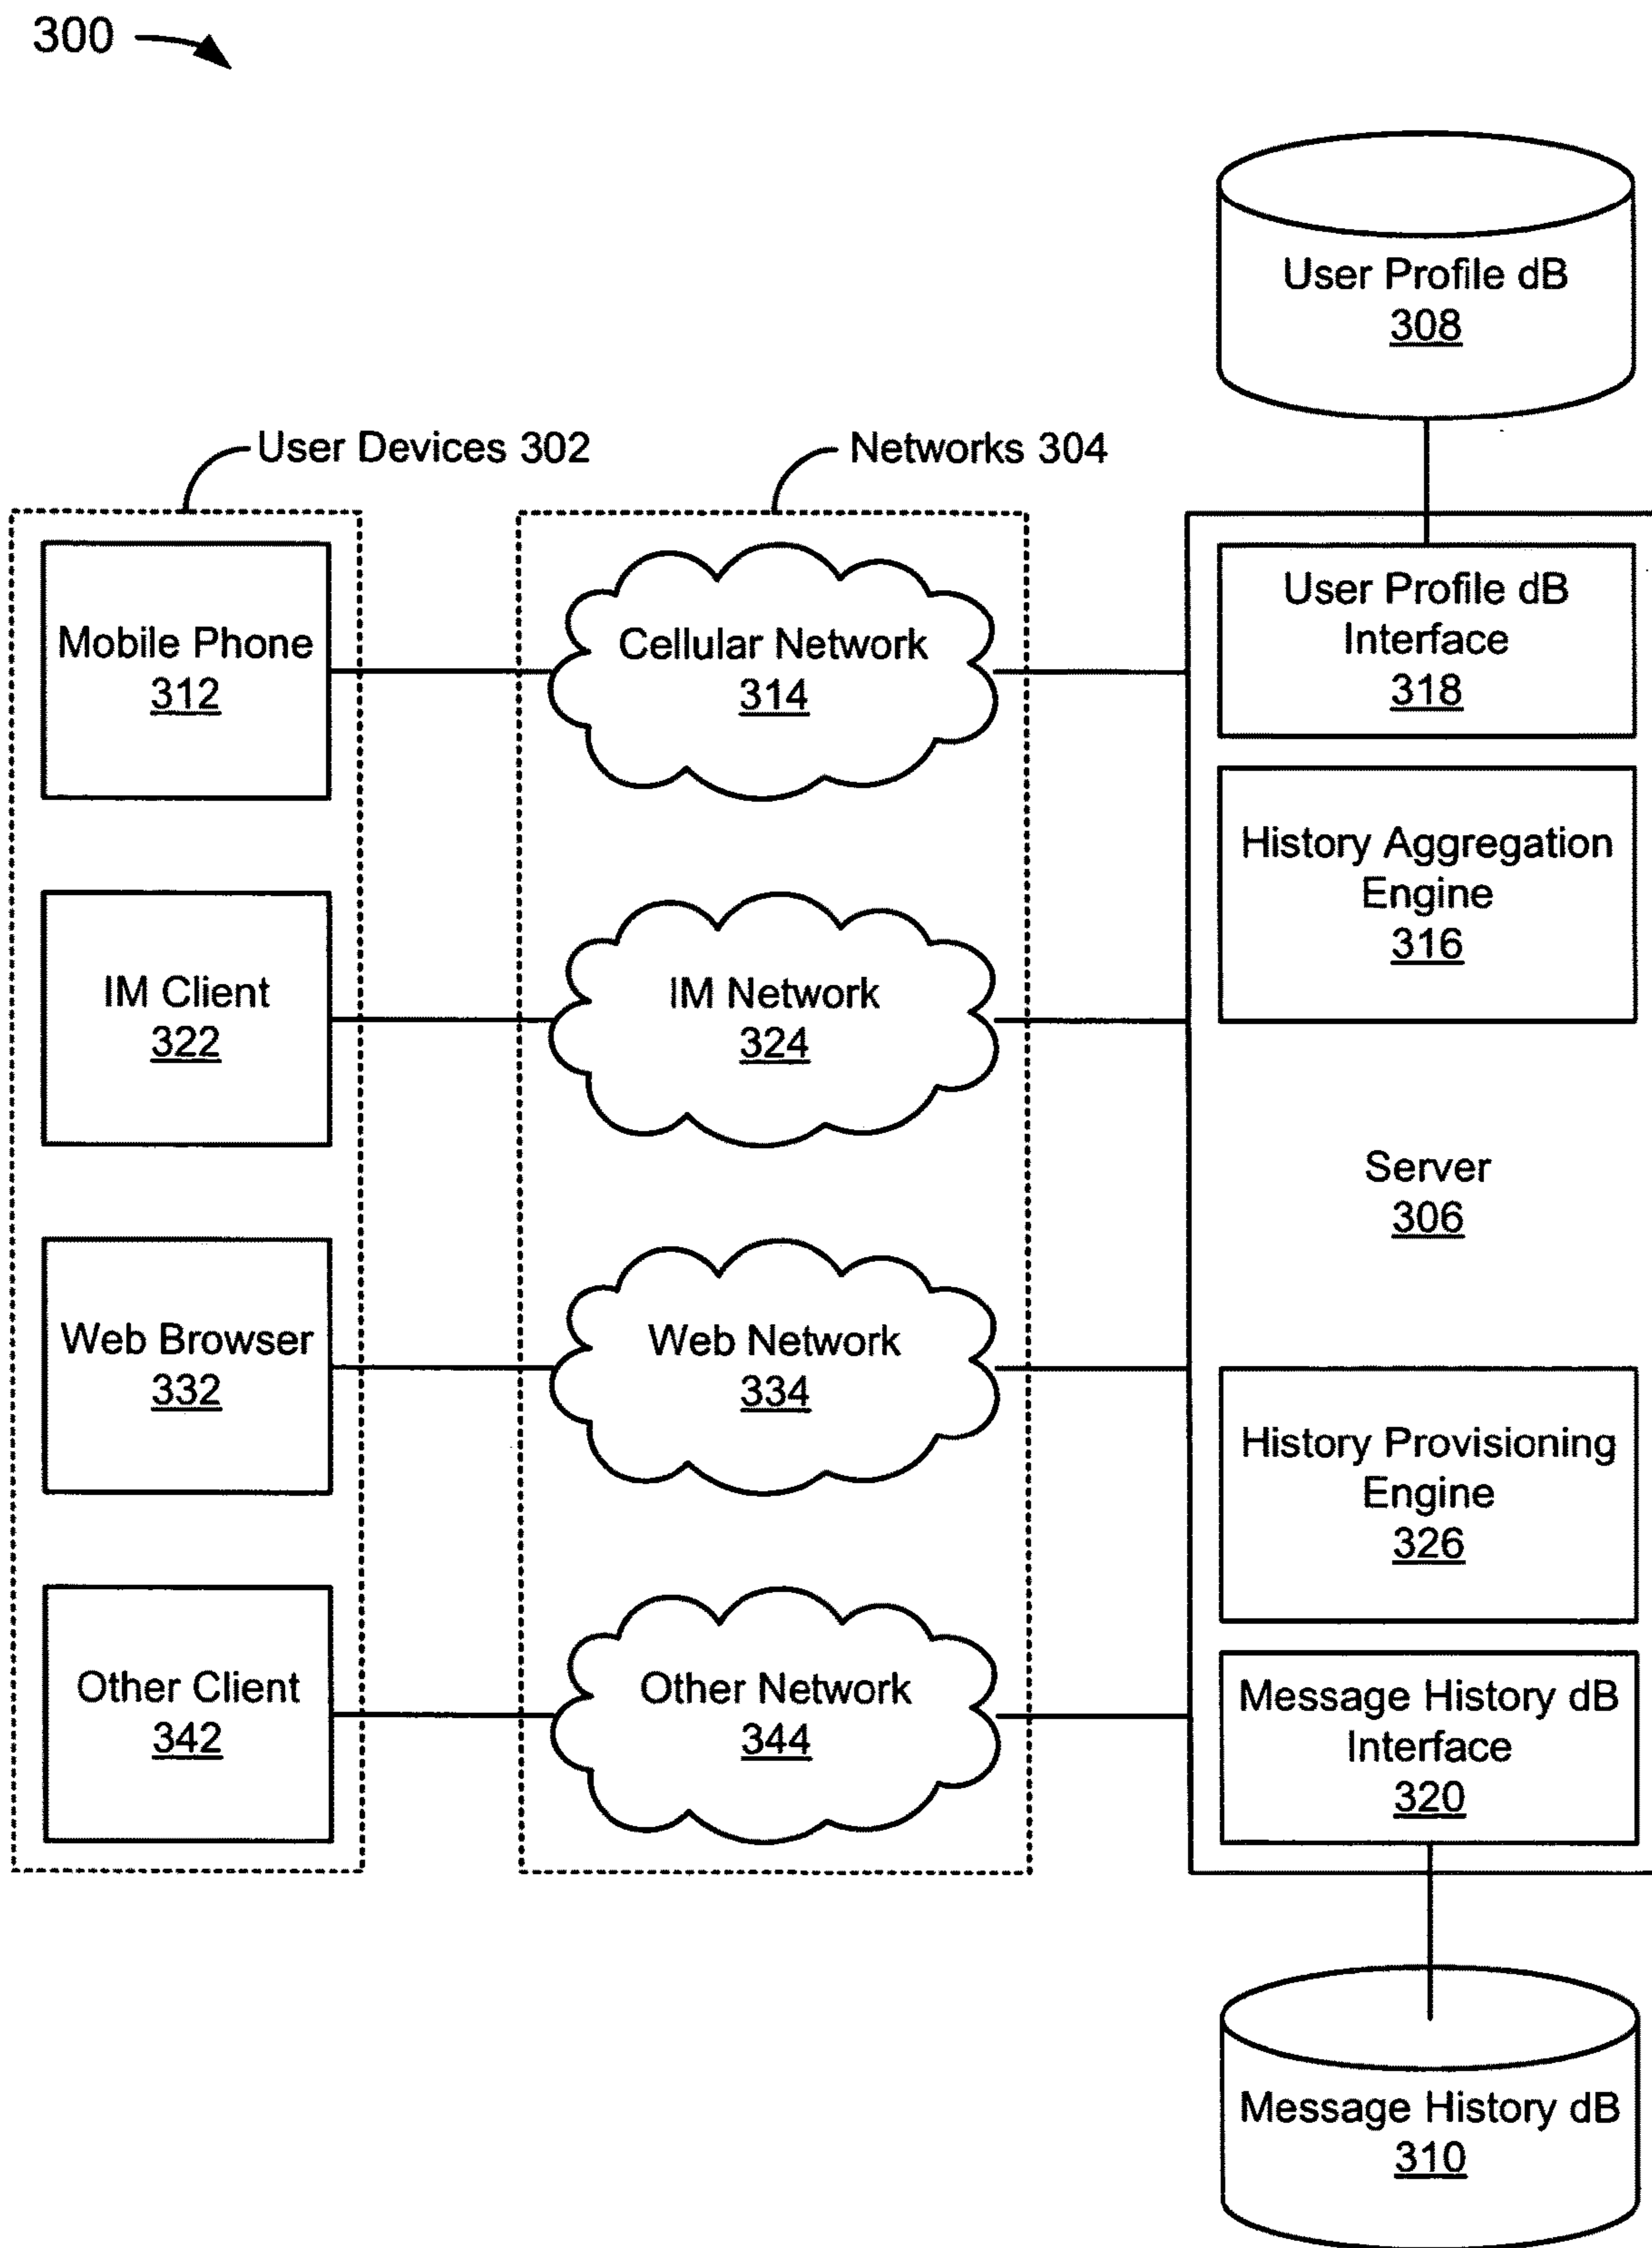 300
User Profile dB
308
User Devices 302
Networks 304
Mobile Phone
312
Cellular Network
314
User Profile dB
Interface
318
History Aggregation
Engine
316
IM Client
322
IM Network
324
Server
306
Web Browser
332
Web Network
334
History Provisioning
Engine
326
Other Client
342
Other Network
344
Message History dB
Interface
320
Message History dB
310